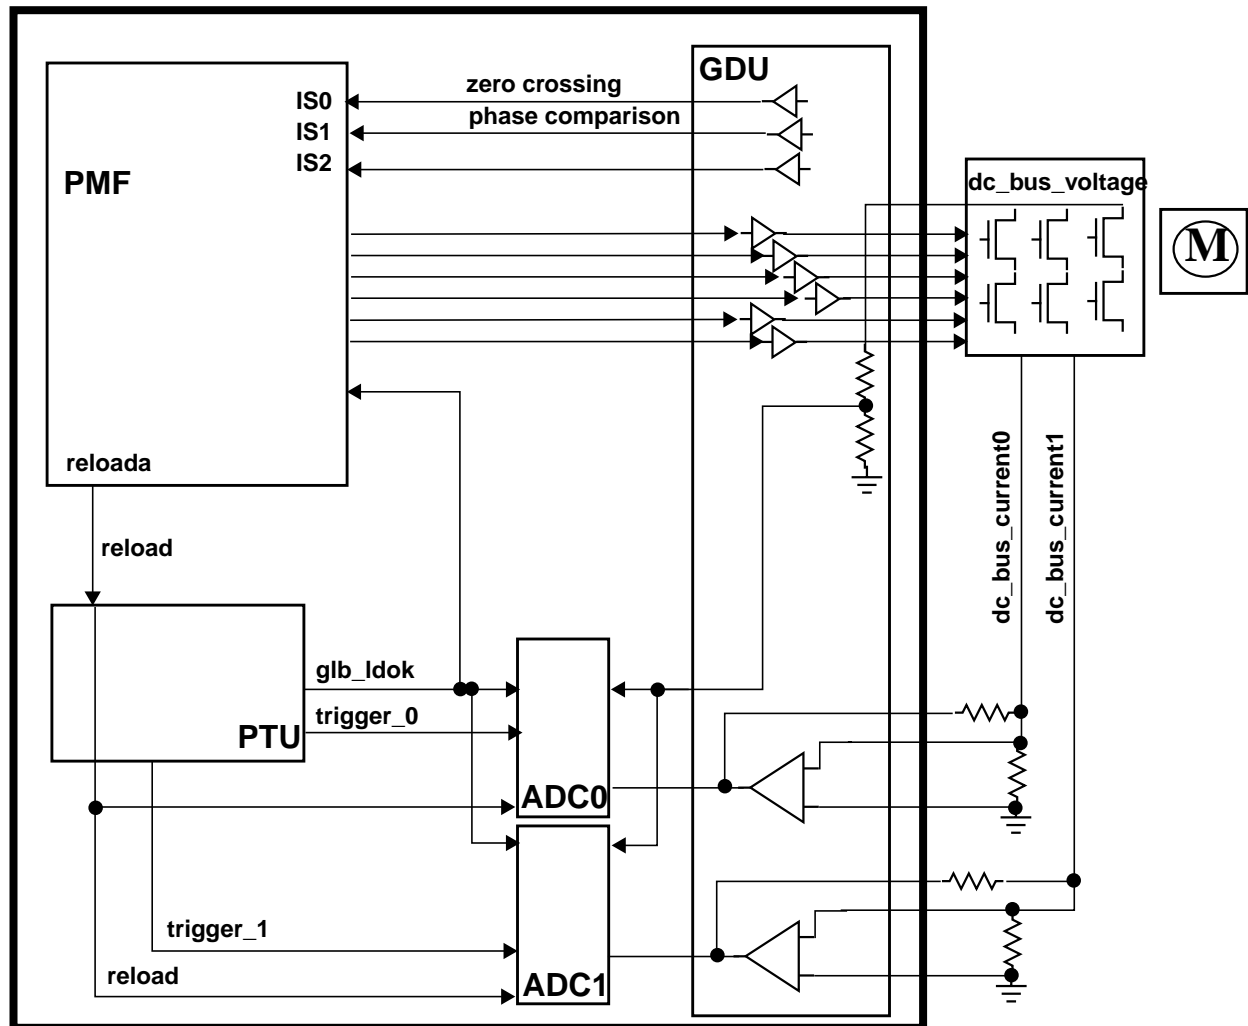 GDU
zero crossing
IS0
phase comparison
IS1
IS2
PMF
dc_bus_voltage
M
reloada
dc_bus_current0
dc_bus_current1
reload
glb_ldok
trigger_0
PTU
ADC0
trigger_1
reload
ADC1